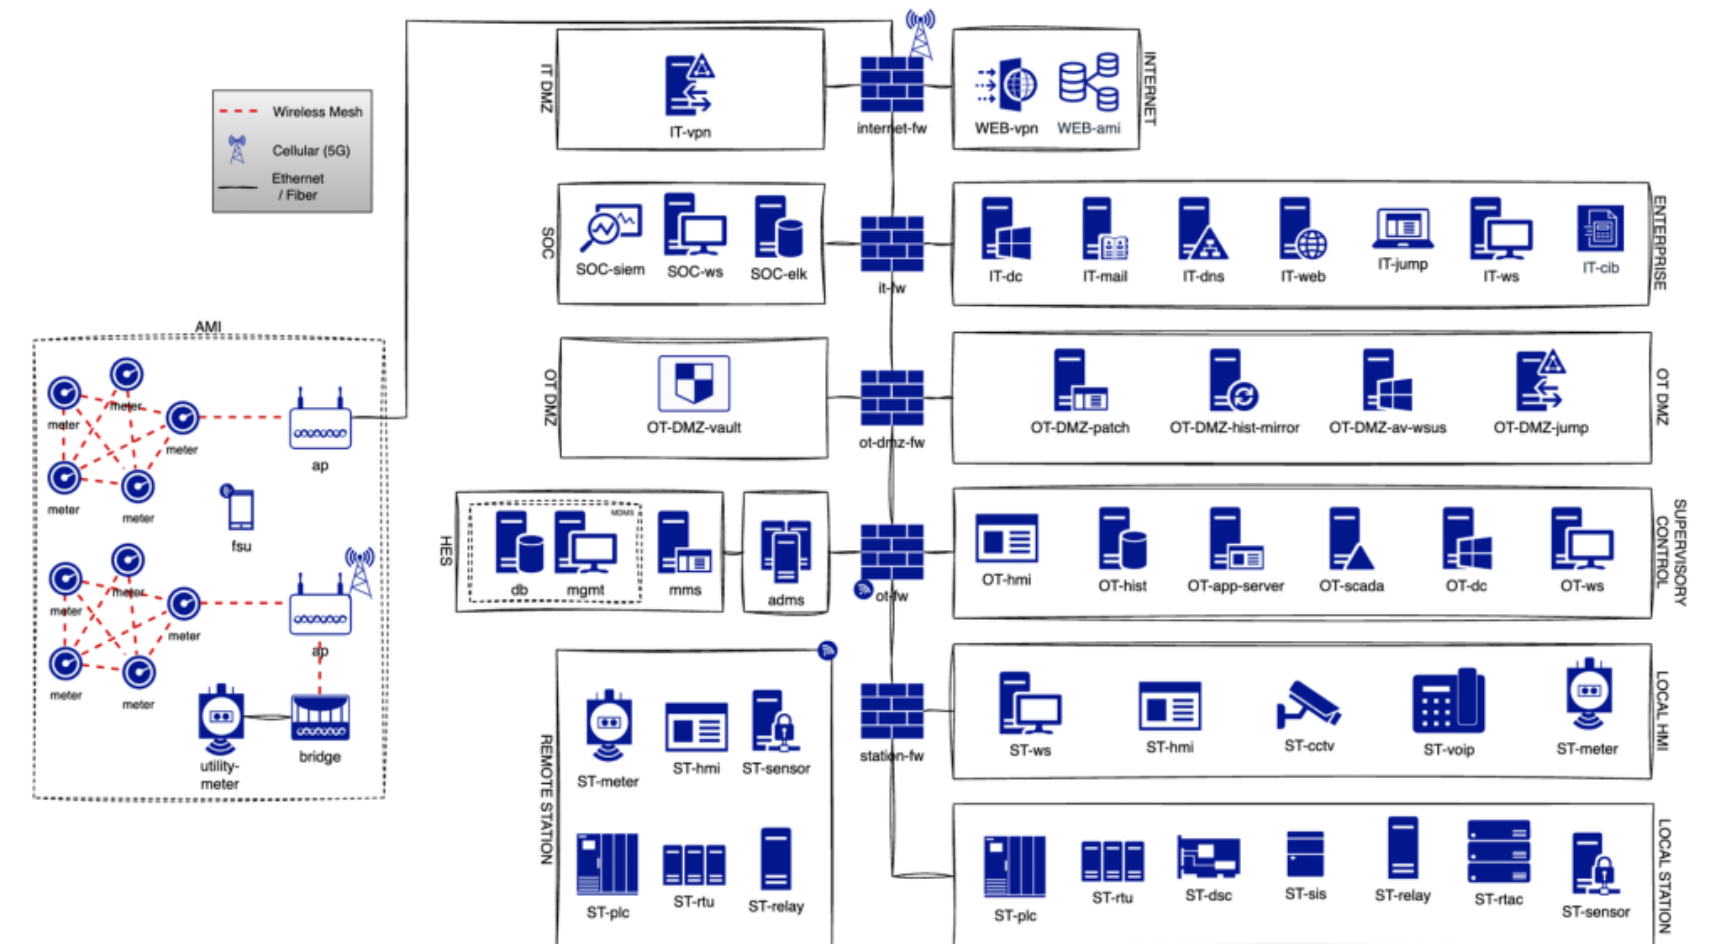 Wireless Mesh
Cellular (5G)
Ethernet
/ Fiber
IT DMZ
IT-vpn
internet-fw
WEB-vpn
WEB-ami
INTERNET
SOC
SOC-siem
SOC-ws
SOC-elk
it-fw
IT-dc
IT-mail
IT-dns
IT-web
IT-jump
IT-ws
IT-cib
ENTERPRISE
OT DMZ
OT-DMZ-vault
ot-dmz-fw
OT-DMZ-patch
OT-DMZ-hist-mirror
OT-DMZ-av-wsus
OT-DMZ-jump
OT DMZ
HES
MDMS
db
mgmt
mms
adms
ot-fw
OT-hmi
OT-hist
OT-app-server
OT-scada
OT-dc
OT-ws
SUPERVISORY
CONTROL
AMI
meter
meter
meter
meter
meter
ap
fsu
meter
meter
meter
meter
meter
ap
utility-
meter
bridge
REMOTE STATION
ST-meter
ST-hmi
ST-sensor
ST-plc
ST-rtu
ST-relay
station-fw
ST-ws
ST-hmi
ST-cctv
ST-voip
ST-meter
LOCAL HMI
ST-plc
ST-rtu
ST-dsc
ST-sis
ST-relay
ST-rtac
ST-sensor
LOCAL STATION